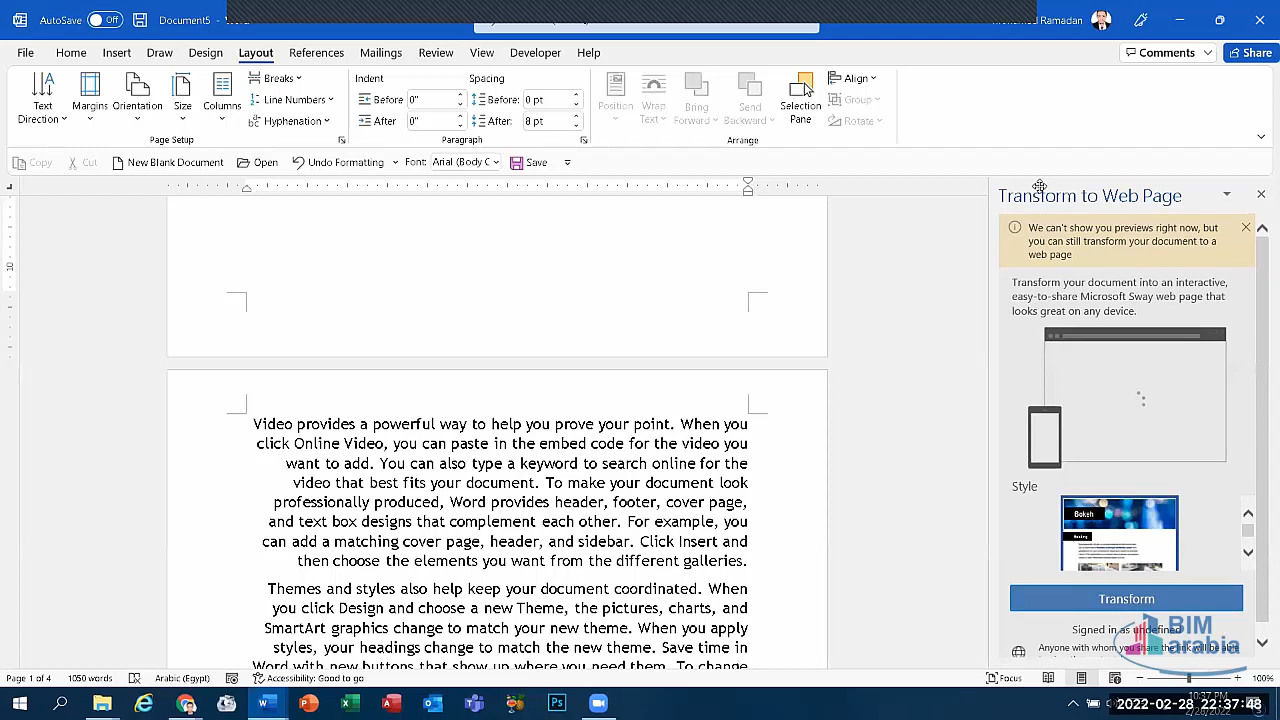 AutoSave Off Document5 - Word Mohamed Ramadan
File Home Insert Draw Design Layout References Mailings Review View Developer Help Comments Share
Text Direction Margins Orientation Size Columns Breaks Line Numbers Hyphenation
Page Setup
Indent Spacing
Before 0" Before: 0 pt
After 0" After: 8 pt
Paragraph
Position Wrap Text Bring Forward Send Backward Selection Pane Align Group Rotate
Arrange
Copy Cut New Blank Document Open Undo Formatting Font: Arial (Body C Save
Transform to Web Page
We can't show you previews right now, but
you can still transform your document to a
web page
Transform your document into an interactive,
easy-to-share Microsoft Sway web page that
looks great on any device.
Style
Bokeh
Heading
Transform
Signed in as undefined
Anyone with whom you share the link will be able
10
Video provides a powerful way to help you prove your point. When you
click Online Video, you can paste in the embed code for the video you
want to add. You can also type a keyword to search online for the
video that best fits your document. To make your document look
professionally produced, Word provides header, footer, cover page,
and text box designs that complement each other. For example, you
can add a matching cover page, header, and sidebar. Click Insert and
then choose the elements you want from the different galleries.
Themes and styles also help keep your document coordinated. When
you click Design and choose a new Theme, the pictures, charts, and
SmartArt graphics change to match your new theme. When you apply
styles, your headings change to match the new theme. Save time in
Word with new buttons that show up where you need them. To change
BIM
arabia
Page 1 of 4 1050 words Arabic (Egypt) Accessibility: Good to go Focus 100%
10:37 PM
2022-02-28 22:37:48
2/28/2022